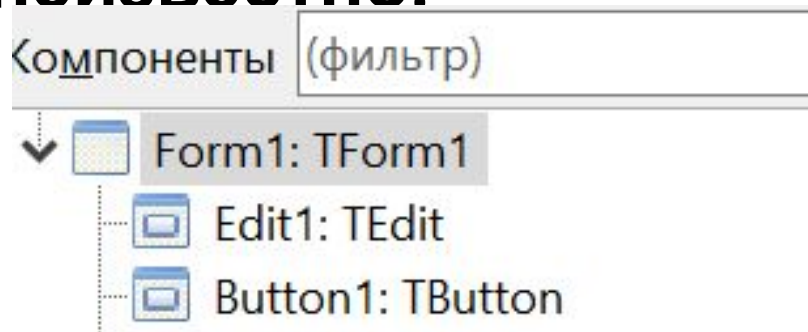 Компоненты (фильтр)
Form1: TForm1
Edit1: TEdit
Button1: TButton